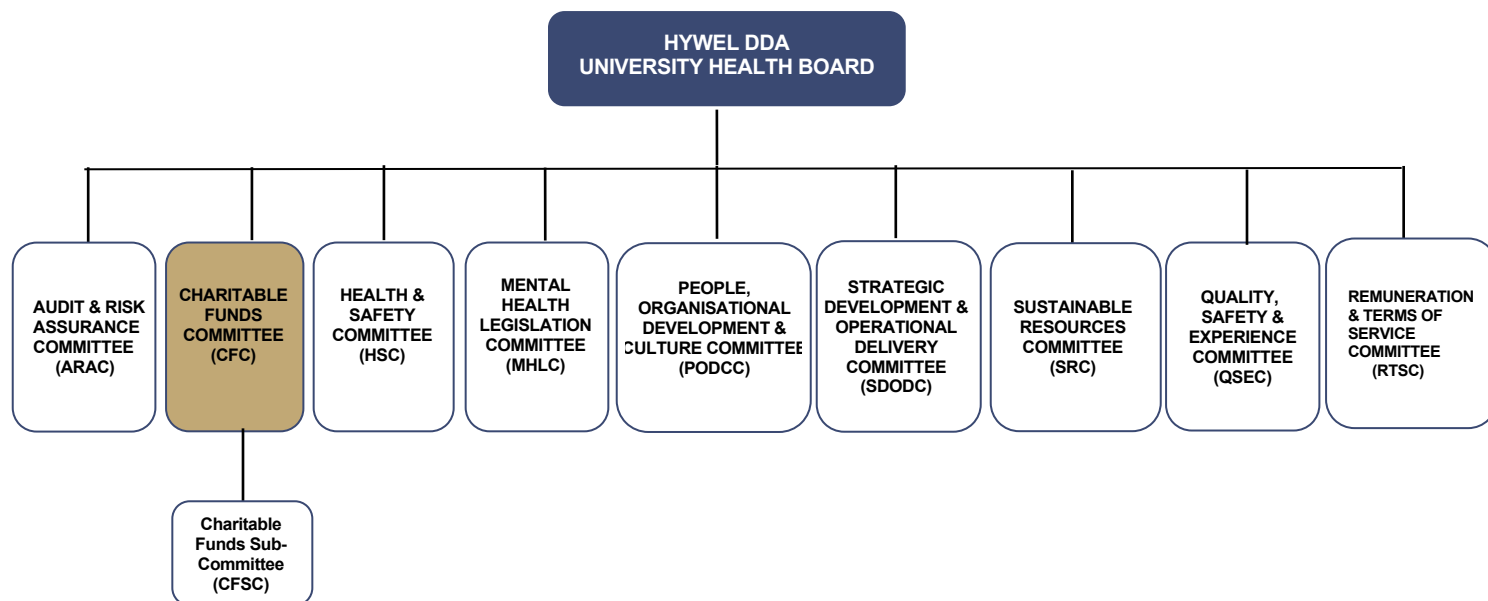 HYWEL DDA
UNIVERSITY HEALTH BOARD
AUDIT & RISK
ASSURANCE
COMMITTEE
(ARAC)
CHARITABLE
FUNDS
COMMITTEE
(CFC)
HEALTH &
SAFETY
COMMITTEE
(HSC)
MENTAL
HEALTH
LEGISLATION
COMMITTEE
(MHLC)
PEOPLE,
ORGANISATIONAL
DEVELOPMENT &
CULTURE COMMITTEE
(PODCC)
STRATEGIC
DEVELOPMENT &
OPERATIONAL
DELIVERY
COMMITTEE
(SDODC)
SUSTAINABLE
RESOURCES
COMMITTEE
(SRC)
QUALITY,
SAFETY &
EXPERIENCE
COMMITTEE
(QSEC)
REMUNERATION
& TERMS OF
SERVICE
COMMITTEE
(RTSC)
Charitable
Funds Sub-
Committee
(CFSC)